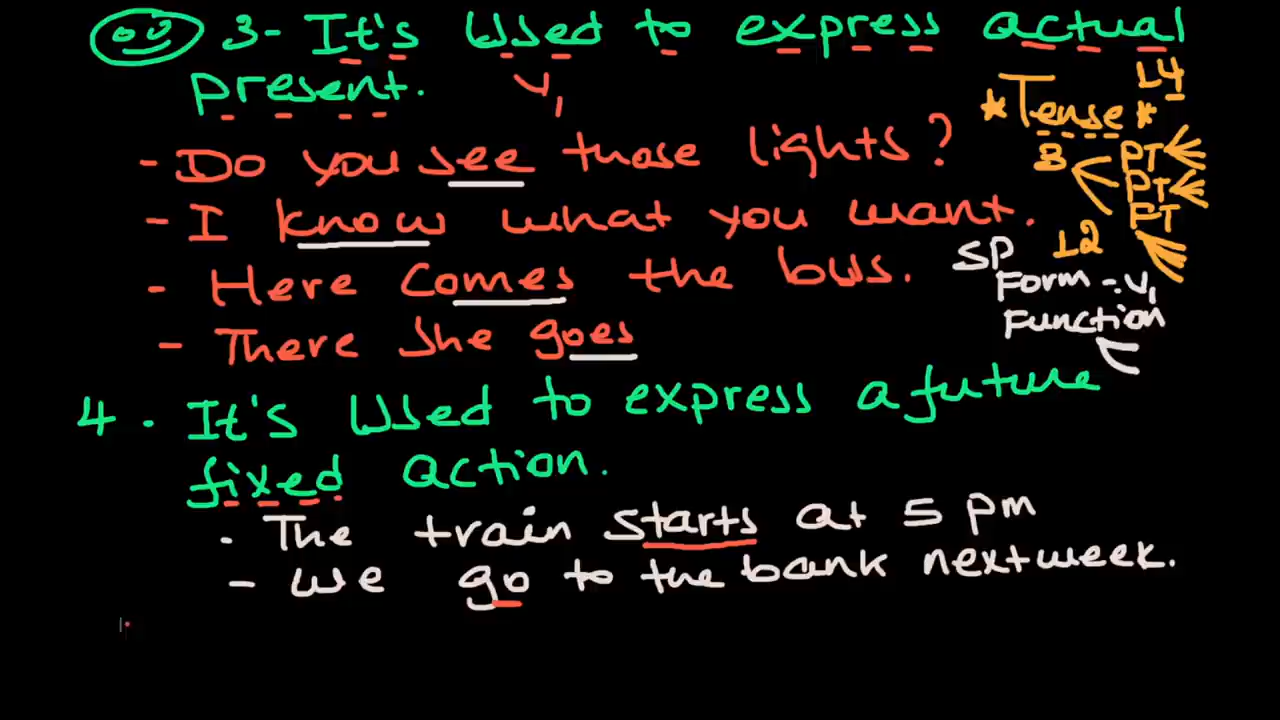 3- It's Used to express actual
present. V1
- Do you see those lights?
- I know what you want.
- Here comes the bus.
- There she goes
4. It's Used to express a future
fixed action.
- The train starts at 5 pm
- We go to the bank next week.
L4
*Tense*
B PT
PT
PT
L2
SP
Form -: V1
Function